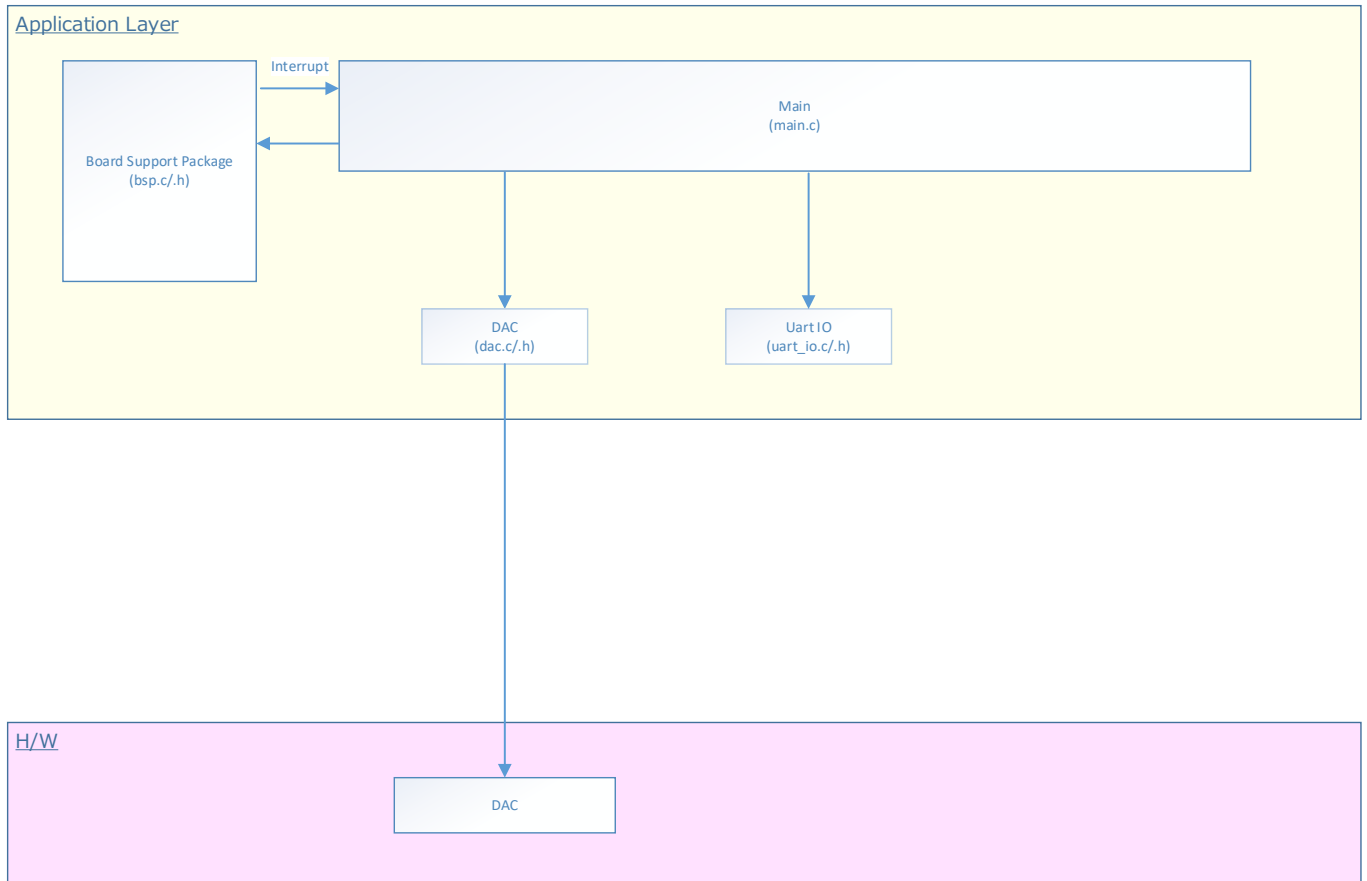 Application Layer
Interrupt
Main
(main.c)
Board Support Package
(bsp.c/.h)
DAC
(dac.c/.h)
Uart IO
(uart_io.c/.h)
H/W
DAC